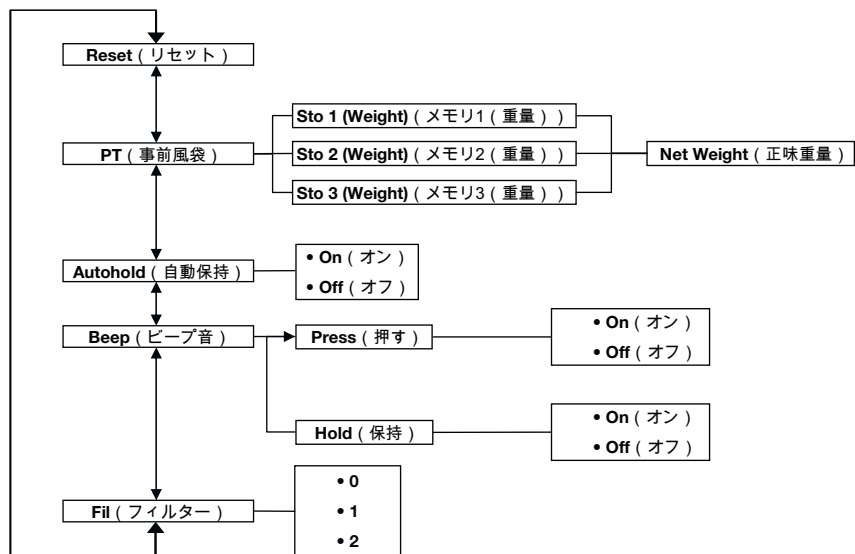 Reset ( リセット )
PT ( 事前風袋 )
Sto 1 (Weight) ( メモリ1 ( 重量 ) )
Sto 2 (Weight) ( メモリ2 ( 重量 ) )
Sto 3 (Weight) ( メモリ3 ( 重量 ) )
Net Weight ( 正味重量 )
Autohold ( 自動保持 )
• On ( オン )
• Off ( オフ )
Beep ( ビープ音 )
Press ( 押す )
• On ( オン )
• Off ( オフ )
Hold ( 保持 )
• On ( オン )
• Off ( オフ )
Fil ( フィルター )
• 0
• 1
• 2